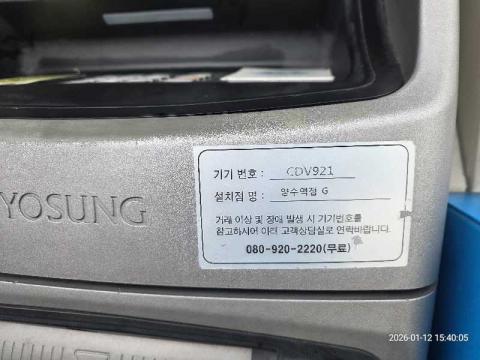 YOSUNG
기기 번호 : CDV921
설치점 명 : 양수역점 G
거래 이상 및 장애 발생 시 기기번호를
참고하시어 아래 고객상담실로 연락바랍니다.
080-920-2220(무료)
2026-01-12 15:40:05